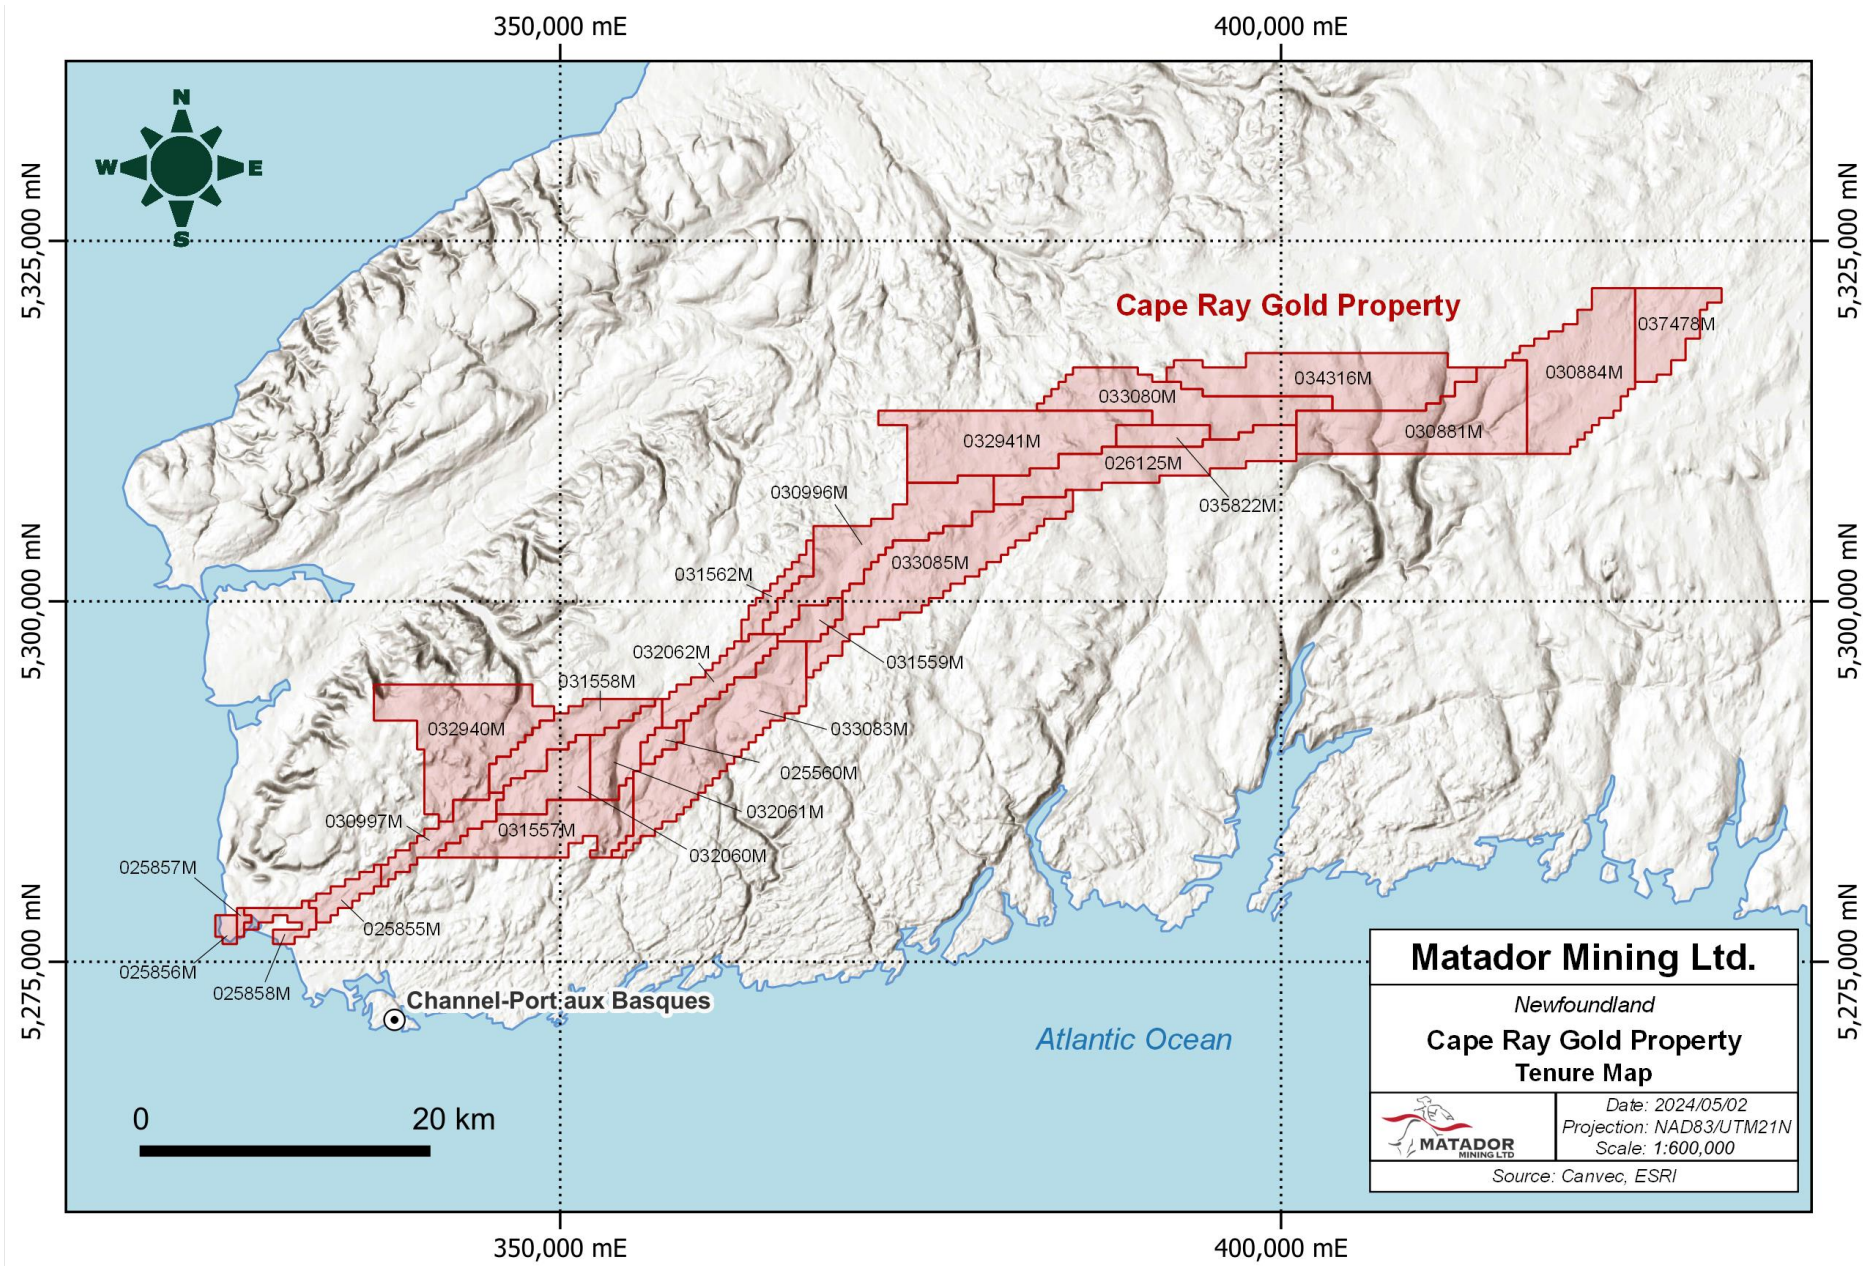 350,000 mE
400,000 mE
N
W
E
S
5,325,000 mN
5,325,000 mN
Cape Ray Gold Property
037478M
030884M
034316M
033080M
030881M
032941M
026125M
035822M
030996M
033085M
031562M
5,300,000 mN
5,300,000 mN
032062M
031559M
031558M
032940M
033083M
025560M
032061M
030997M
031557M
032060M
025857M
025855M
025856M
025858M
5,275,000 mN
5,275,000 mN
Channel-Port aux Basques
Atlantic Ocean
0
20 km
Matador Mining Ltd.
Newfoundland
Cape Ray Gold Property
Tenure Map
MATADOR
MINING LTD
Date: 2024/05/02
Projection: NAD83/UTM21N
Scale: 1:600,000
Source: Canvec, ESRI
350,000 mE
400,000 mE